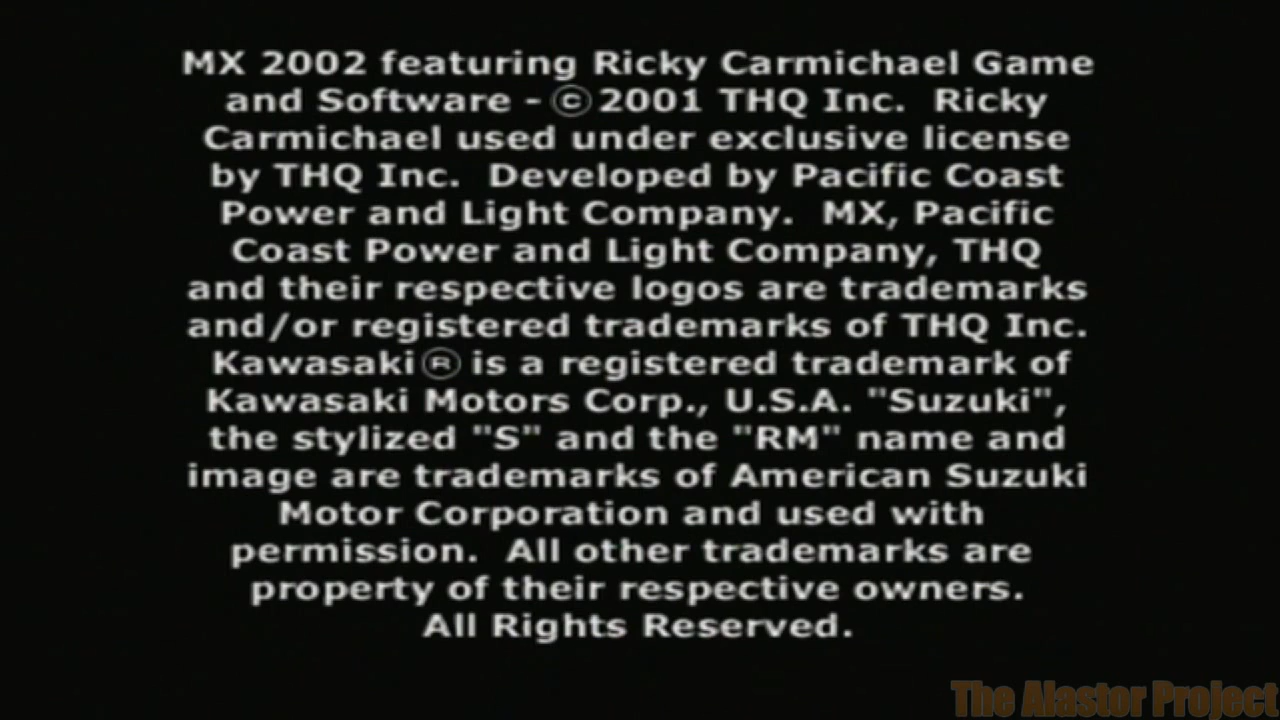 MX 2002 featuring Ricky Carmichael Game
and Software - ©2001 THQ Inc.  Ricky
Carmichael used under exclusive license
by THQ Inc.  Developed by Pacific Coast
Power and Light Company.  MX, Pacific
Coast Power and Light Company, THQ
and their respective logos are trademarks
and/or registered trademarks of THQ Inc.
Kawasaki® is a registered trademark of
Kawasaki Motors Corp., U.S.A. "Suzuki",
the stylized "S" and the "RM" name and
image are trademarks of American Suzuki
Motor Corporation and used with
permission.  All other trademarks are
property of their respective owners.
All Rights Reserved.
The Alastor Project